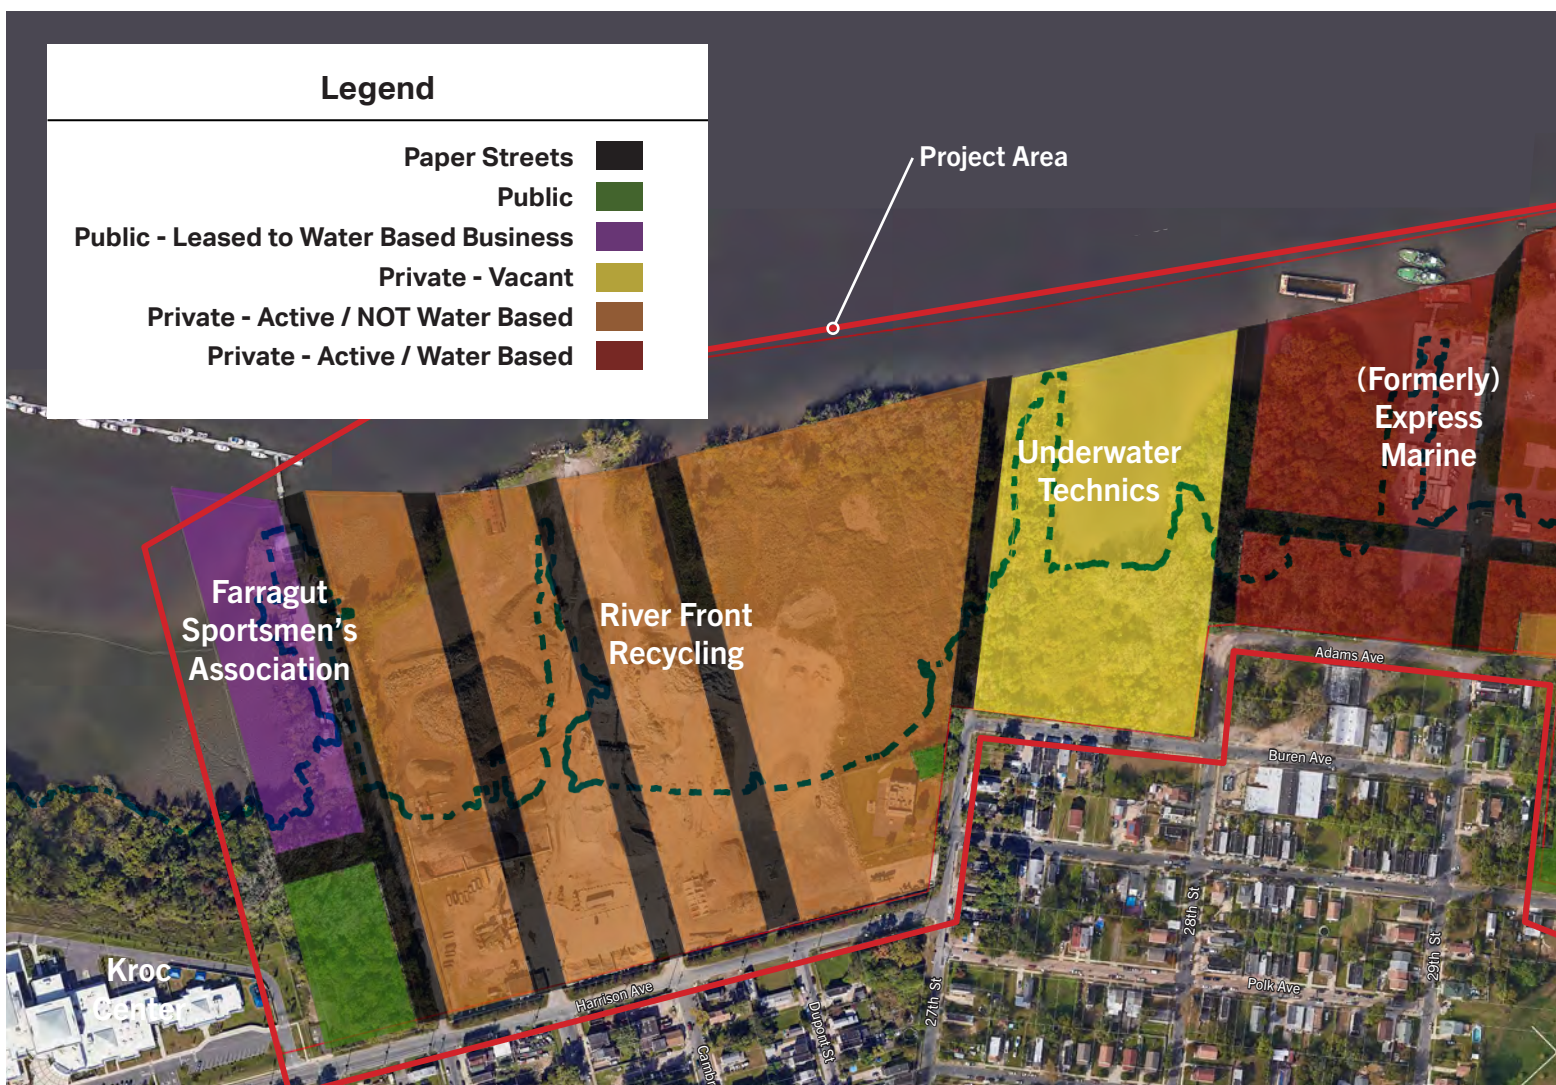 Legend
Paper Streets
Public
Public - Leased to Water Based Business
Private - Vacant
Private - Active / NOT Water Based
Private - Active / Water Based
Project Area
(Formerly)
Express
Marine
Underwater
Technics
Farragut
Sportsmen's
Association
River Front
Recycling
Adams Ave
Buren Ave
28th St
29th St
Polk Ave
27th St
Harrison Ave
Dupont St
Kroc
Center